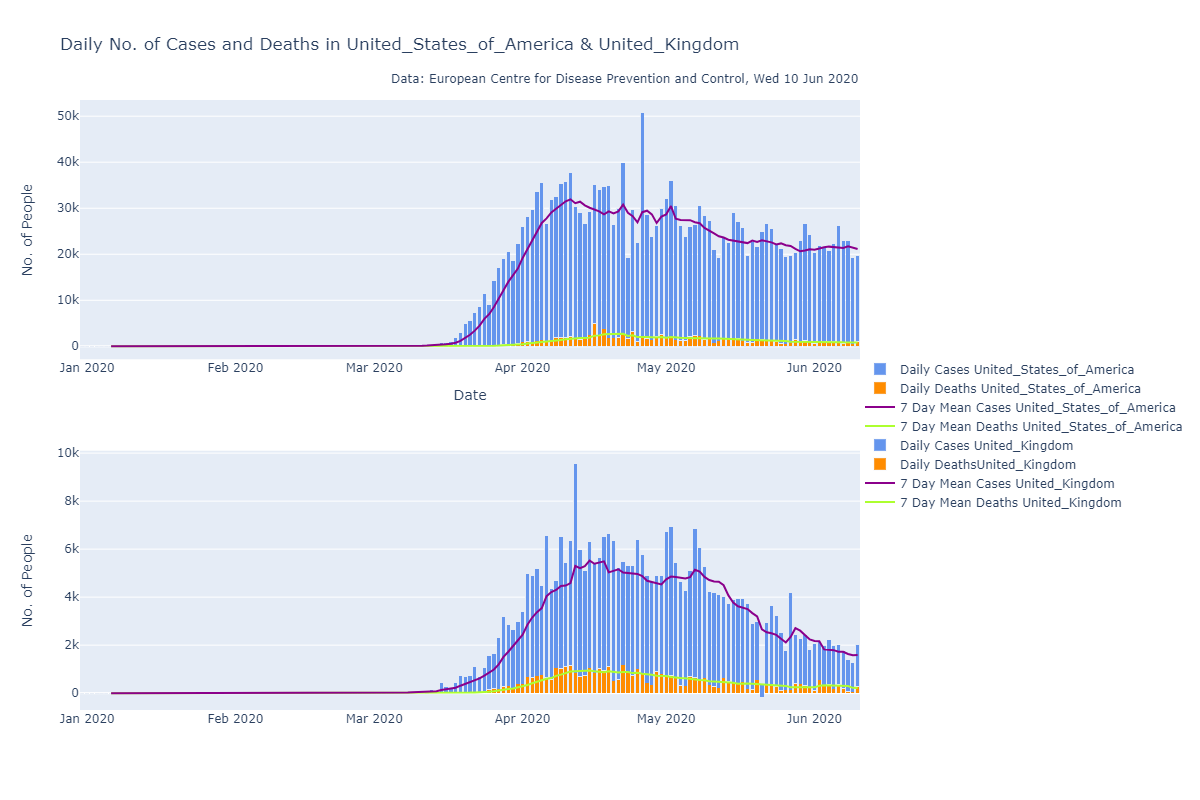 Daily No. of Cases and Deaths in United_States_of_America & United_Kingdom
Data: European Centre for Disease Prevention and Control, Wed 10 Jun 2020
50k
40k
30k
20k
10k
0
No. of People
Jan 2020 Feb 2020 Mar 2020 Apr 2020 May 2020 Jun 2020
Date
Daily Cases United_States_of_America
Daily Deaths United_States_of_America
7 Day Mean Cases United_States_of_America
7 Day Mean Deaths United_States_of_America
Daily Cases United_Kingdom
Daily DeathsUnited_Kingdom
7 Day Mean Cases United_Kingdom
7 Day Mean Deaths United_Kingdom
10k
8k
6k
4k
2k
0
No. of People
Jan 2020 Feb 2020 Mar 2020 Apr 2020 May 2020 Jun 2020